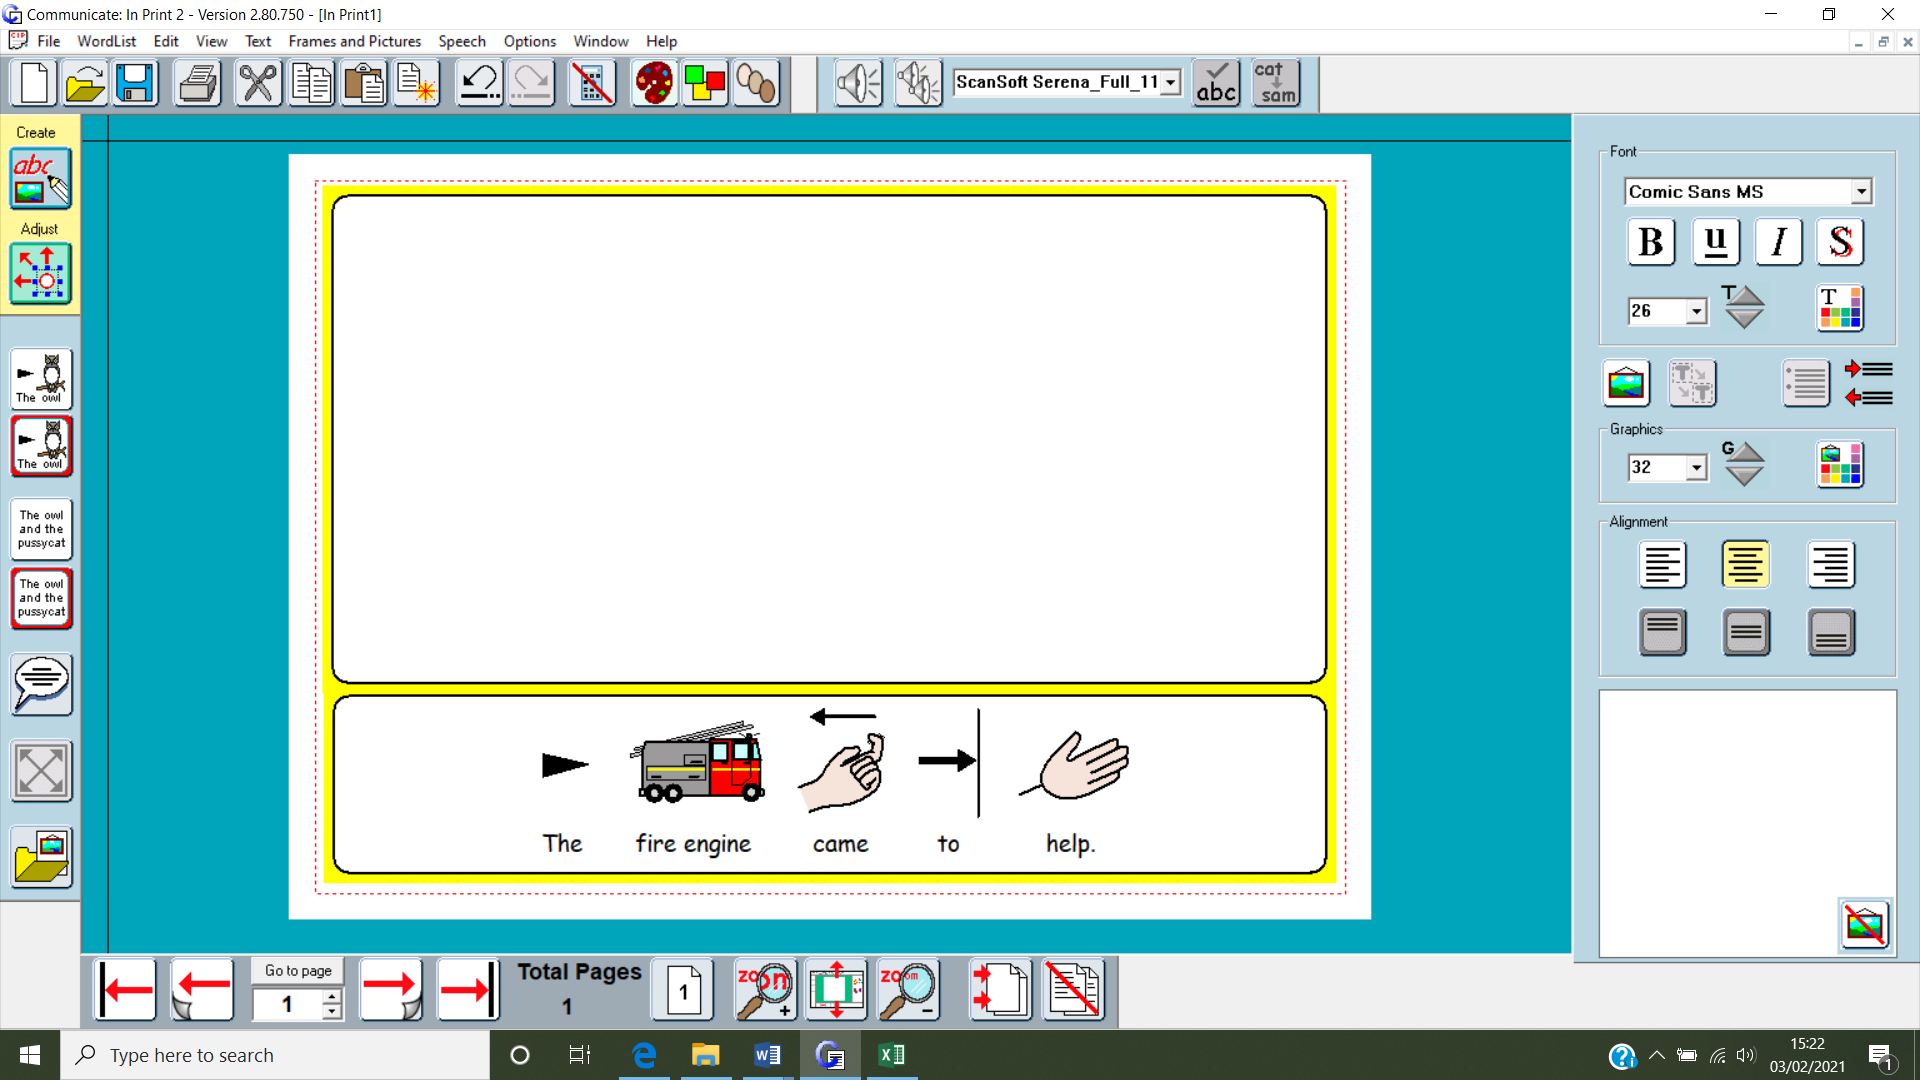 Communicate: In Print 2 - Version 2.80.750 - [In Print1]
File WordList Edit View Text Frames and Pictures Speech Options Window Help
ScanSoft Serena_Full_11
abc
cat
sam
Create
abc
Adjust
The owl
The owl
The owl
and the
pussycat
The owl
and the
pussycat
The fire engine came to help.
Font
Comic Sans MS
B u I S
26
T
T
T
T
Graphics
32
G
Alignment
Go to page
1
Total Pages
1
1
zoom
+
zoom
-
Type here to search
15:22
03/02/2021
1